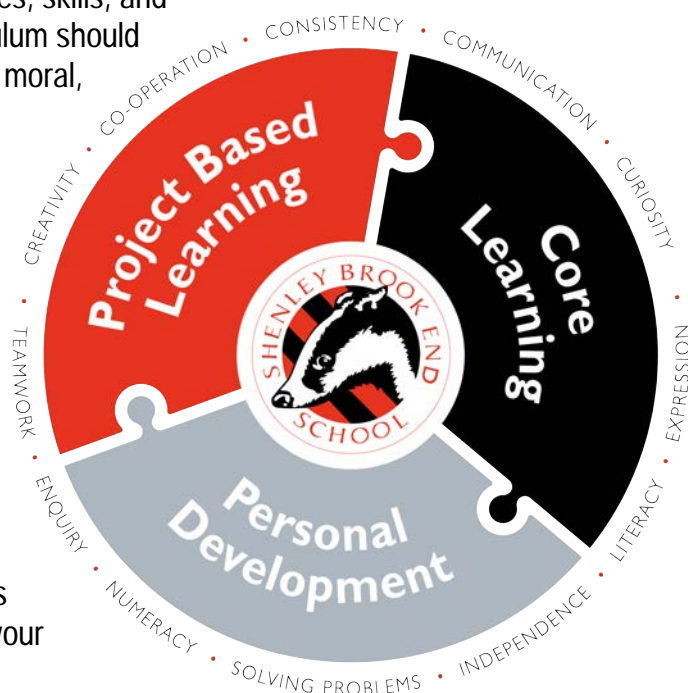 es, skills, and
ulum should
moral,
CONSISTENCY • COMMUNICATION • CURIOSITY • EXPRESSION • LITERACY • INDEPENDENCE • SOLVING PROBLEMS • NUMERACY • ENQUIRY • TEAMWORK • CREATIVITY • CO-OPERATION •
Project Based
Learning
Core
Learning
SHENLEY BROOK END
SCHOOL
Personal
Development
s
your